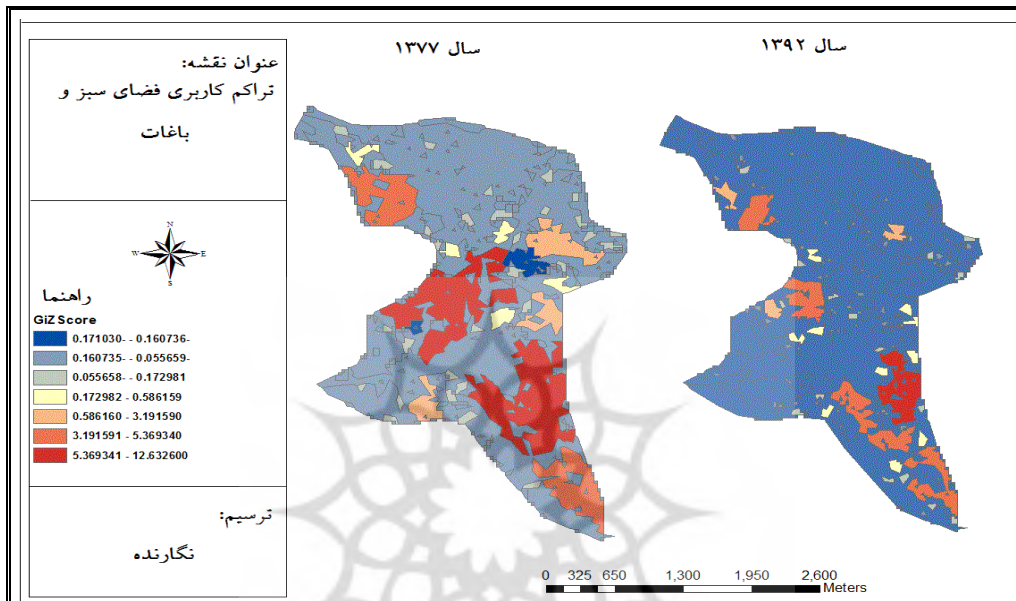 سال ۱۳۷۷
سال ۱۳۹۲
عنوان نقشه:
تراکم کاربری فضای سبز و
باغات
N
W
E
S
راهنما
GiZScore
0.171030- - 0.160736-
0.160735- - 0.055659-
0.055658- - 0.172981
0.172982 - 0.586159
0.586160 - 3.191590
3.191591 - 5.369340
5.369341 - 12.632600
ترسیم:
نگارنده
0 325 650 1,300 1,950 2,600
Meters